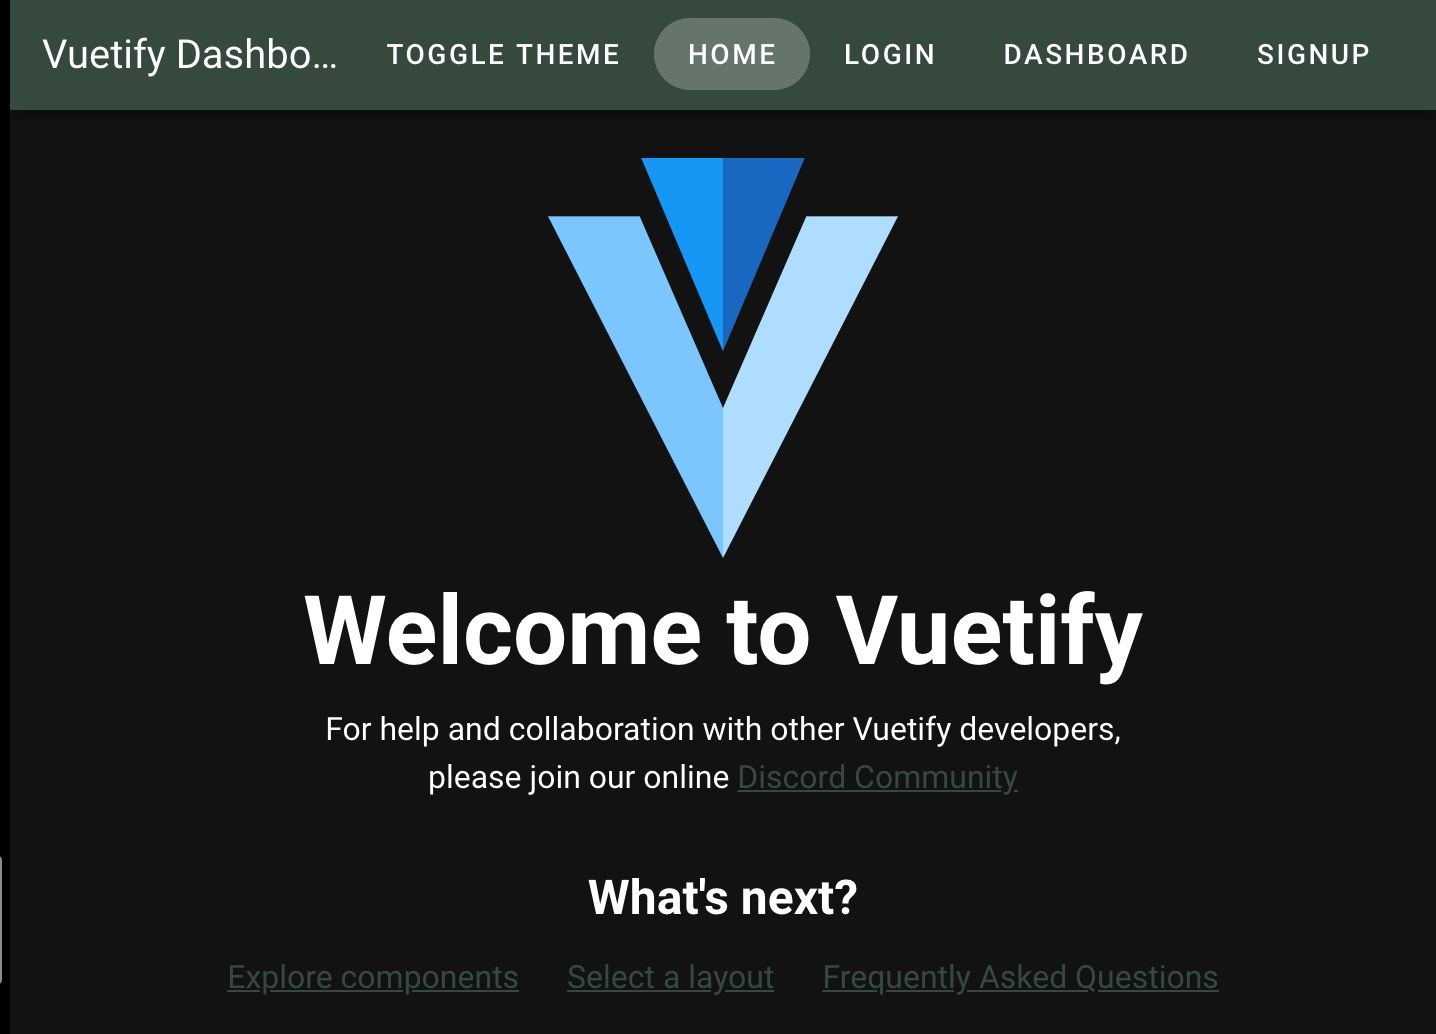 Vuetify Dashbo...
TOGGLE THEME
HOME
LOGIN
DASHBOARD
SIGNUP
Welcome to Vuetify
For help and collaboration with other Vuetify developers,
please join our online Discord Community
What's next?
Explore components
Select a layout
Frequently Asked Questions